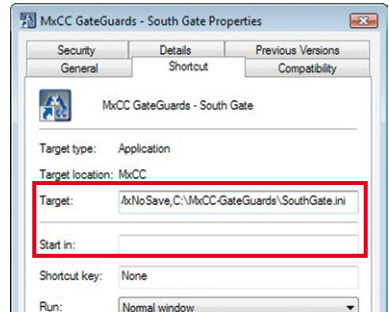 MxCC GateGuards - South Gate Properties
Security Details Previous Versions
General Shortcut Compatibility
MxCC GateGuards - South Gate
Target type: Application
Target location: MxCC
Target: /xNoSave,C:\MxCC-GateGuards\SouthGate.ini
Start in:
Shortcut key: None
Run: Normal window